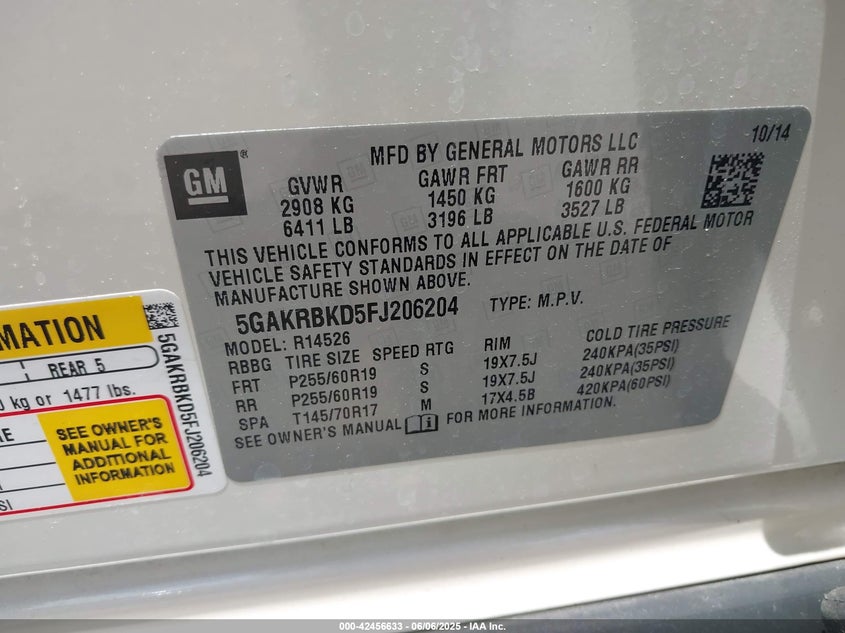 10/14
MFD BY GENERAL MOTORS LLC
GM ®
GVWR GAWR FRT GAWR RR
2908 KG 1450 KG 1600 KG
6411 LB 3196 LB 3527 LB
THIS VEHICLE CONFORMS TO ALL APPLICABLE U.S. FEDERAL MOTOR
VEHICLE SAFETY STANDARDS IN EFFECT ON THE DATE OF
MANUFACTURE SHOWN ABOVE.
5GAKRBKD5FJ206204 TYPE: M.P.V.
MODEL: R14526
RBBG TIRE SIZE SPEED RTG RIM COLD TIRE PRESSURE
FRT P255/60R19 S 19X7.5J 240KPA(35PSI)
RR P255/60R19 S 19X7.5J 240KPA(35PSI)
SPA T145/70R17 M 17X4.5B 420KPA(60PSI)
SEE OWNER'S MANUAL FOR MORE INFORMATION.
MATION
REAR 5
kg or 1477 lbs.
SEE OWNER'S
MANUAL FOR
ADDITIONAL
INFORMATION
5GAKRBKD5FJ206204
000-42456633 - 06/06/2025 - IAA Inc.